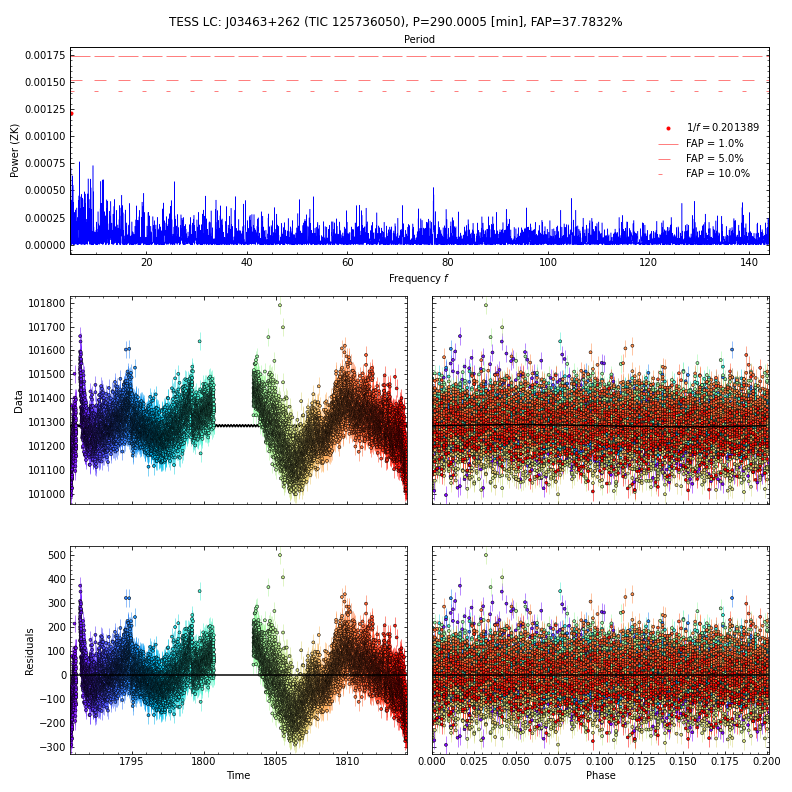 TESS LC: J03463+262 (TIC 125736050), P=290.0005 [min], FAP=37.7832%
Period
0.00175
0.00150
0.00125
0.00100
0.00075
0.00050
0.00025
0.00000
Power (ZK)
1/f = 0.201389
FAP = 1.0%
FAP = 5.0%
FAP = 10.0%
20 40 60 80 100 120 140
Frequency f
101800
101700
101600
101500
101400
101300
101200
101100
101000
Data
500
400
300
200
100
0
−100
−200
−300
Residuals
1795 1800 1805 1810
Time
0.000 0.025 0.050 0.075 0.100 0.125 0.150 0.175 0.200
Phase